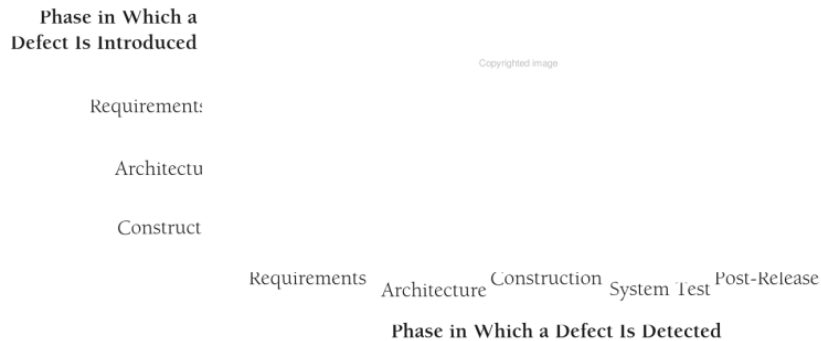 Phase in Which a
Defect Is Introduced
Copyrighted image
Requirements
Architectu
Construct
Requirements Architecture Construction System Test Post-Release
Phase in Which a Defect Is Detected